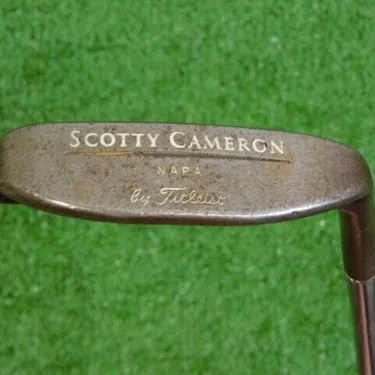 SCOTTY CAMERON
NAPA
by Titleist